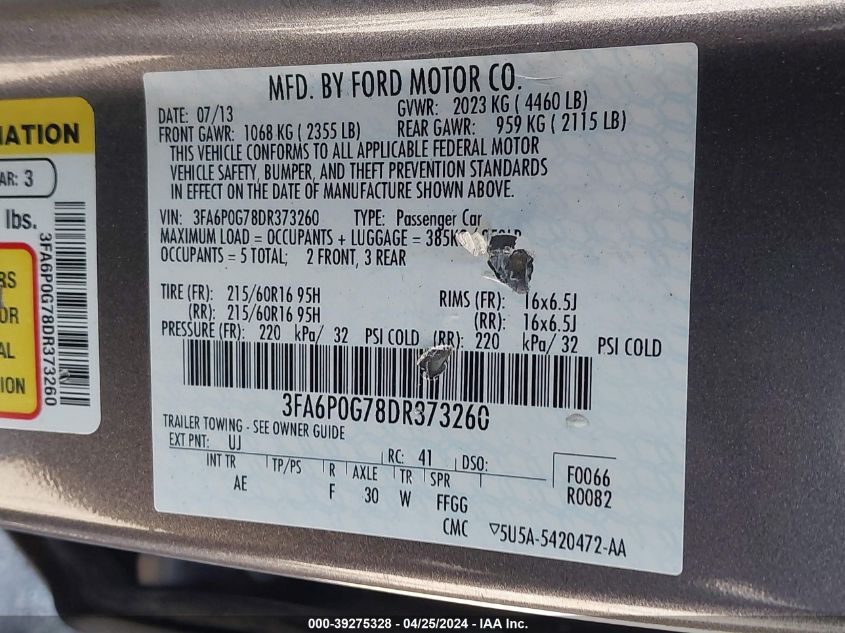 MFD. BY FORD MOTOR CO.
DATE: 07/13 GVWR: 2023 KG ( 4460 LB)
FRONT GAWR: 1068 KG ( 2355 LB) REAR GAWR: 959 KG ( 2115 LB)
THIS VEHICLE CONFORMS TO ALL APPLICABLE FEDERAL MOTOR
VEHICLE SAFETY, BUMPER, AND THEFT PREVENTION STANDARDS
IN EFFECT ON THE DATE OF MANUFACTURE SHOWN ABOVE.
VIN: 3FA6P0G78DR373260 TYPE: Passenger Car
MAXIMUM LOAD = OCCUPANTS + LUGGAGE = 385KG
OCCUPANTS = 5 TOTAL; 2 FRONT, 3 REAR
TIRE (FR): 215/60R16 95H RIMS (FR): 16x6.5J
(RR): 215/60R16 95H (RR): 16x6.5J
PRESSURE (FR): 220 kPa/ 32 PSI COLD (RR): 220 kPa/ 32 PSI COLD
3FA6P0G78DR373260
TRAILER TOWING - SEE OWNER GUIDE
EXT PNT: UJ RC: 41 DSO:
INT TR TP/PS R AXLE TR SPR F0066
AE F 30 W FFGG R0082
CMC ▽5U5A-5420472-AA
MATION
AR: 3
lbs.
3FA6P0G78DR373260
RS
OR
AL
ION
000-39275328 - 04/25/2024 - IAA Inc.